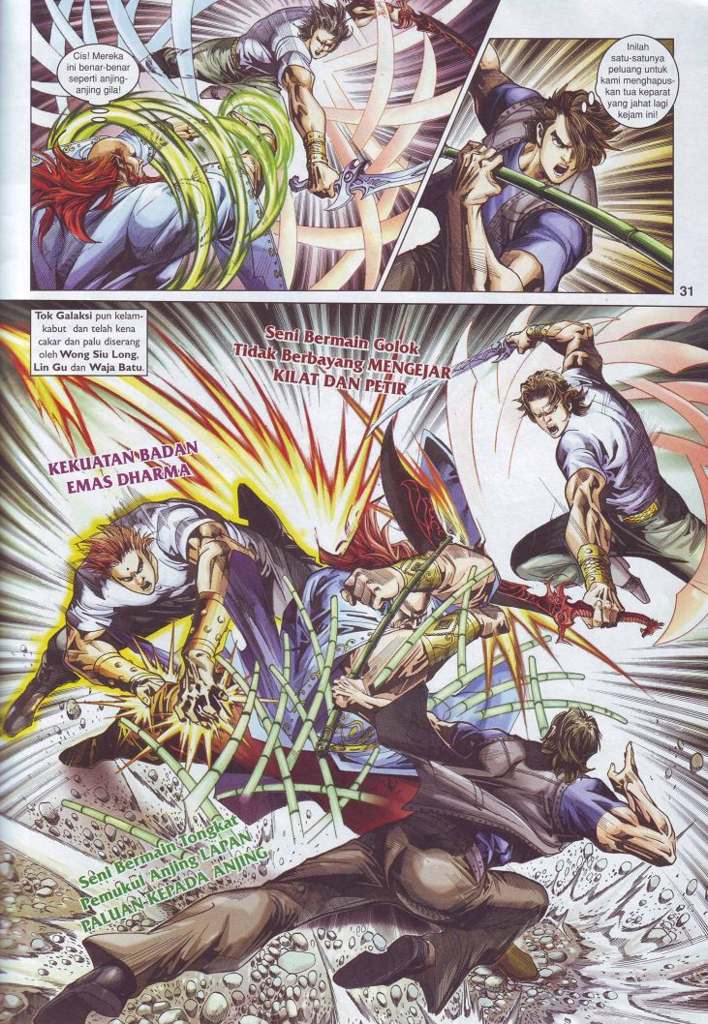 Cis! Mereka
ini benar-benar
seperti anjing-
anjing gila!
Inilah
satu-satunya
peluang untuk
kami menghapus-
kan tua keparat
yang jahat lagi
kejam ini!
31
Tok Galaksi pun kelam-
kabut dan telah kena
cakar dan palu diserang
oleh Wong Siu Long,
Lin Gu dan Waja Batu.
Seni Bermain Golok
Tidak Berbayang MENGEJAR
KILAT DAN PETIR
KEKUATAN BADAN
EMAS DHARMA
Seni Bermain Tongkat
Pemukul Anjing LAPAN
PALUAN KEPADA ANJING